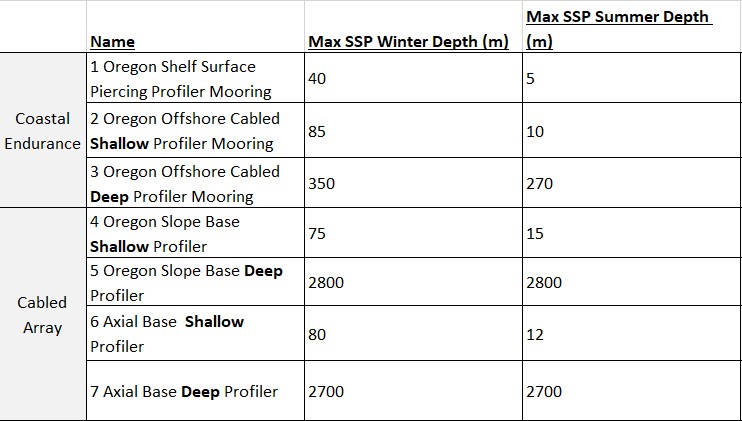 Name
Max SSP Winter Depth (m)
Max SSP Summer Depth
(m)
Coastal
Endurance
1 Oregon Shelf Surface
Piercing Profiler Mooring
40
5
2 Oregon Offshore Cabled
Shallow Profiler Mooring
85
10
3 Oregon Offshore Cabled
Deep Profiler Mooring
350
270
Cabled
Array
4 Oregon Slope Base
Shallow Profiler
75
15
5 Oregon Slope Base Deep
Profiler
2800
2800
6 Axial Base  Shallow
Profiler
80
12
7 Axial Base Deep Profiler
2700
2700